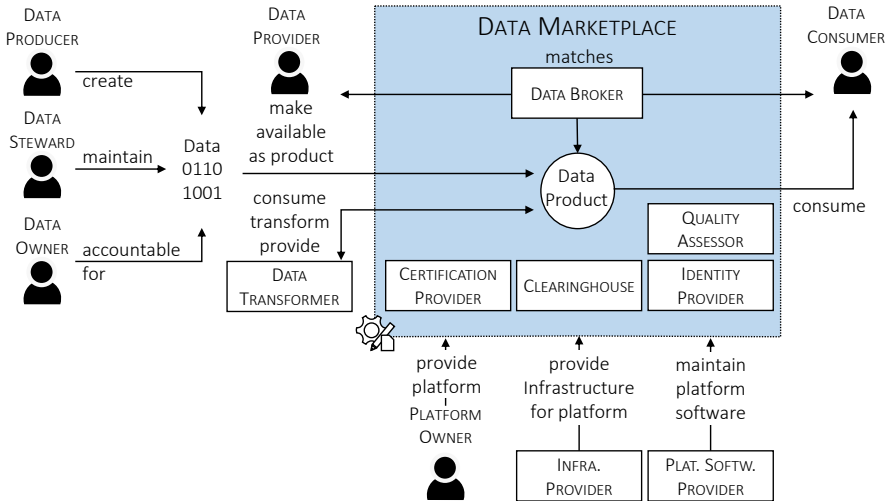 DATA
PRODUCER
create
DATA
STEWARD
maintain
DATA
OWNER
accountable
for
Data
0110
1001
DATA
PROVIDER
make
available
as product
consume
transform
provide
DATA
TRANSFORMER
DATA MARKETPLACE
matches
DATA BROKER
Data
Product
QUALITY
ASSESSOR
CERTIFICATION
PROVIDER
CLEARINGHOUSE
IDENTITY
PROVIDER
DATA
CONSUMER
consume
provide
platform
PLATFORM
OWNER
provide
Infrastructure
for platform
INFRA.
PROVIDER
maintain
platform
software
PLAT. SOFTW.
PROVIDER